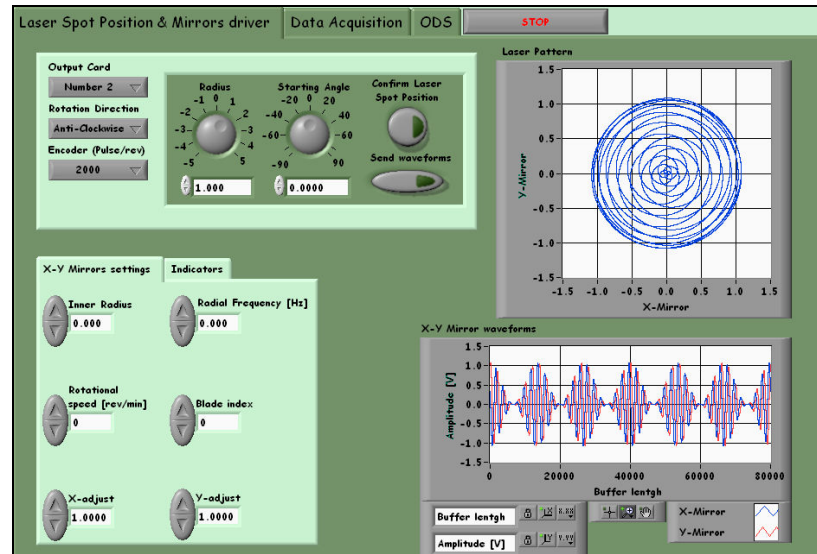 Laser Spot Position & Mirrors driver
Data Acquisition
ODS
STOP
Output Card
Number 2
Rotation Direction
Anti-Clockwise
Encoder (Pulse/rev)
2000
Radius
-5 -4 -3 -2 -1 0 1 2 3 4 5
1.000
Starting Angle
-90 -60 -40 -20 0 20 40 60 90
0.0000
Confirm Laser
Spot Position
Send waveforms
Laser Pattern
Y-Mirror
1.5
1.0
0.5
0.0
-0.5
-1.0
-1.5
-1.5 -1.0 -0.5 0.0 0.5 1.0 1.5
X-Mirror
X-Y Mirrors settings
Indicators
Inner Radius
0.000
Radial Frequency [Hz]
0.000
Rotational
speed [rev/min]
0
Blade index
0
X-adjust
1.0000
Y-adjust
1.0000
X-Y Mirror waveforms
Amplitude [V]
1.5
1.0
0.5
0.0
-0.5
-1.0
-1.5
0 20000 40000 60000 80000
Buffer lentgh
Buffer lentgh
X X.XX
Amplitude [V]
Y Y.YY
X-Mirror
Y-Mirror